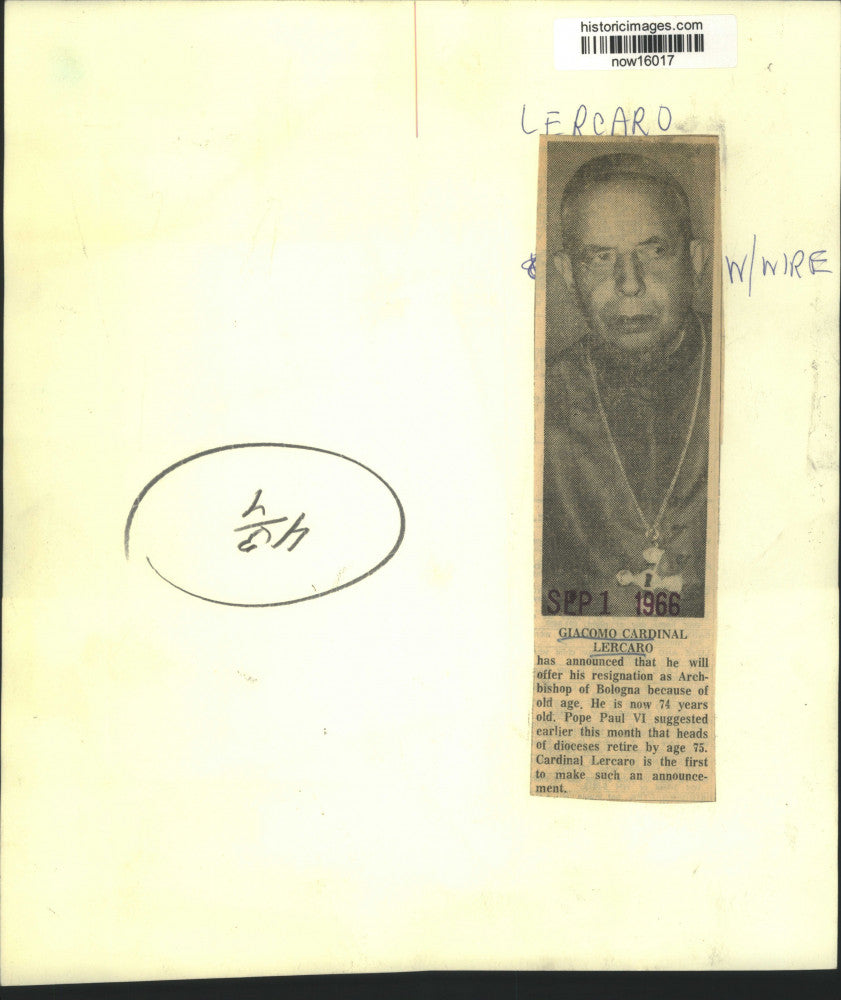 historicimages.com
now16017
LERCARO
W/WIRE
4 3/4
SEP 1 1966
GIACOMO CARDINAL
LERCARO
has announced that he will
offer his resignation as Arch-
bishop of Bologna because of
old age. He is now 74 years
old. Pope Paul VI suggested
earlier this month that heads
of dioceses retire by age 75.
Cardinal Lercaro is the first
to make such an announce-
ment.